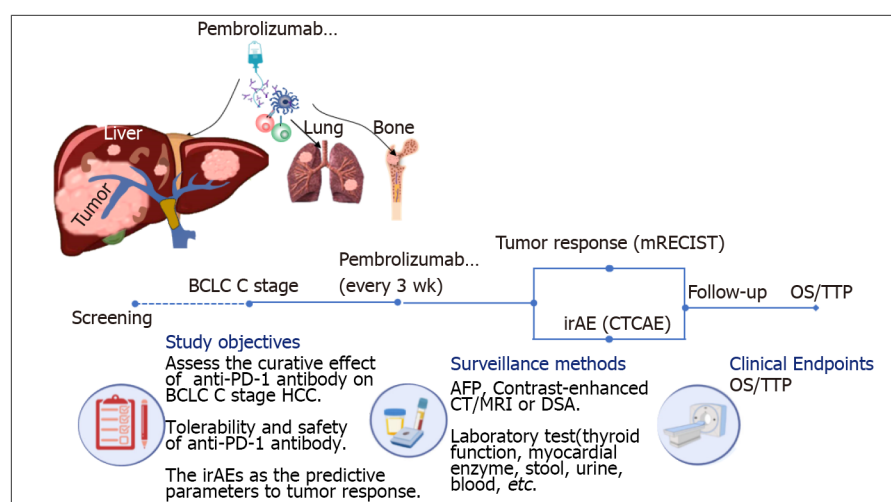 Pembrolizumab...
Liver
Lung
Bone
Tumor
Tumor response (mRECIST)
Pembrolizumab...
BCLC C stage
(every 3 wk)
Follow-up
OS/TTP
Screening
irAE (CTCAE)
Study objectives
Assess the curative effect
of anti-PD-1 antibody on
BCLC C stage HCC.
Tolerability and safety
of anti-PD-1 antibody.
The irAEs as the predictive
parameters to tumor response.
Surveillance methods
AFP, Contrast-enhanced
CT/MRI or DSA.
Laboratory test(thyroid
function, myocardial
enzyme, stool, urine,
blood, etc.
Clinical Endpoints
OS/TTP